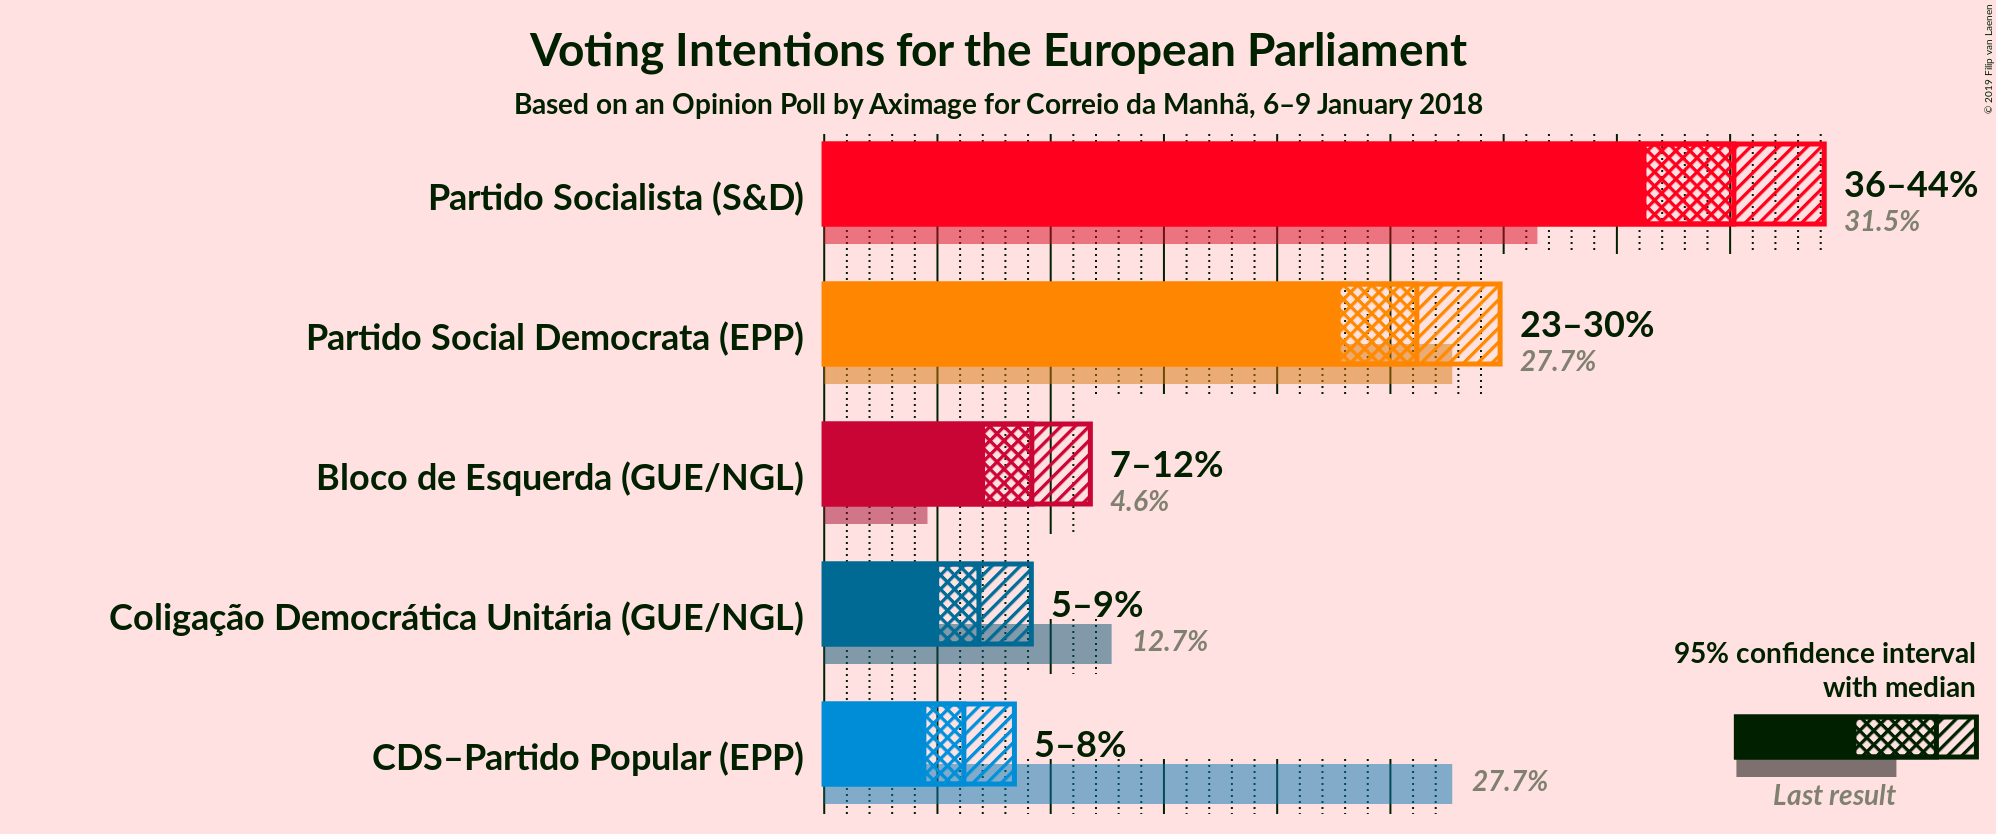 Voting Intentions for the European Parliament
Based on an Opinion Poll by Aximage for Correio da Manhã, 6–9 January 2018
© 2019 Filip van Laenen
Partido Socialista (S&D)
36–44%
31.5%
Partido Social Democrata (EPP)
23–30%
27.7%
Bloco de Esquerda (GUE/NGL)
7–12%
4.6%
Coligação Democrática Unitária (GUE/NGL)
5–9%
12.7%
CDS–Partido Popular (EPP)
5–8%
27.7%
95% confidence interval
with median
Last result